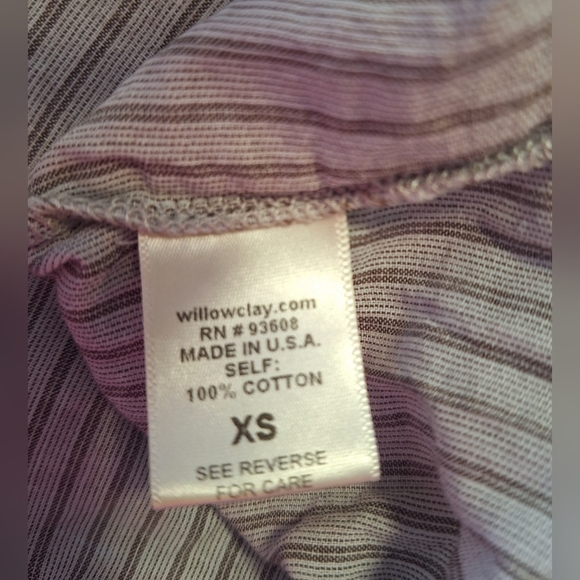 willowclay.com
RN # 93608
MADE IN U.S.A.
SELF:
100% COTTON
XS
SEE REVERSE
FOR CARE